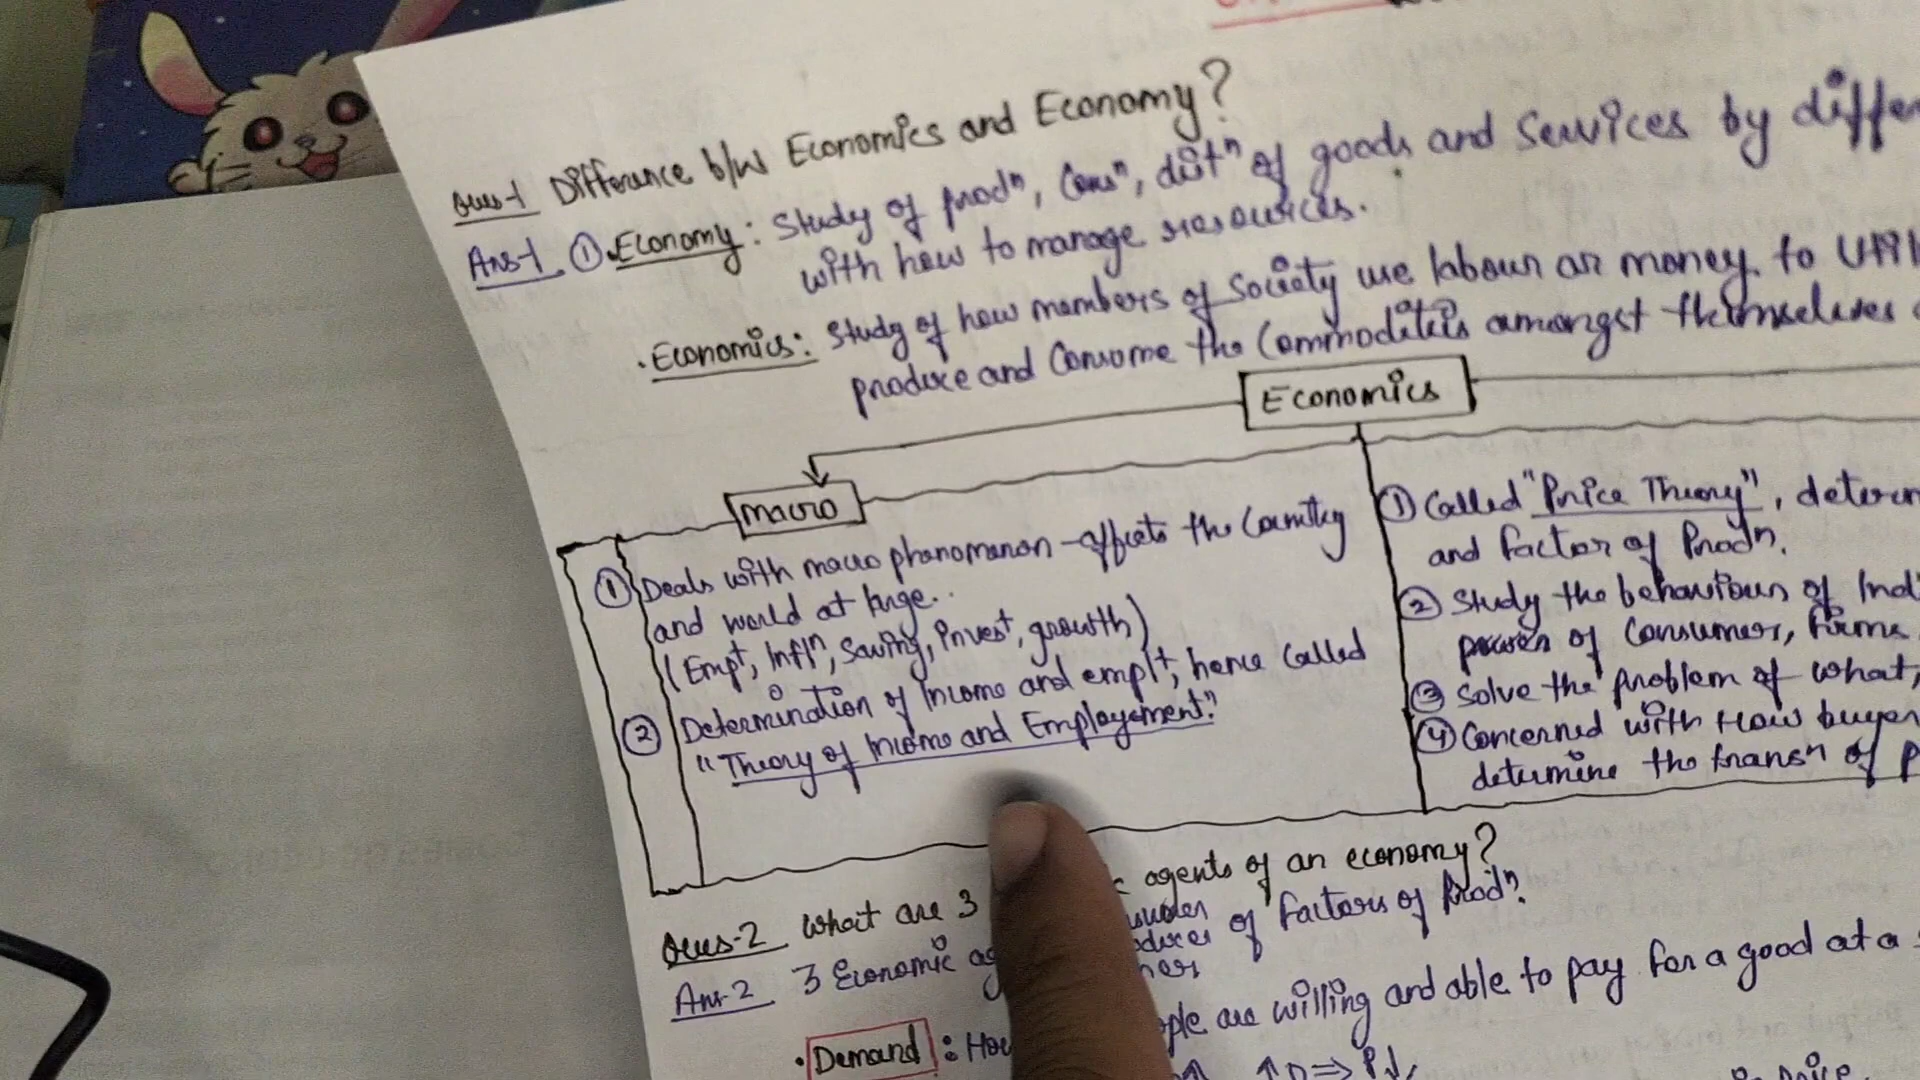 Ques-1 Difference b/w Economics and Economy?
Ans-1 ① .Economy: Study of prodⁿ, Consⁿ, distⁿ of goods and Services by differ
with how to manage resources.
.Economics: Study of how members of Society use labour or money to Uti
produce and Consume the Commodities amongst themselves
Economics
Macro
① Deals with macro phenomenon-affects the Country
and world at large..
(Empᵗ, Inflⁿ, Saving, Invesᵗ, growth)
② Determination of Income and emplᵗ, hence Called
"Theory of Income and Employement."
① Called "Price Theory", determ
and factor of Prodⁿ.
② Study the behaviour of Ind
power of Consumer, firms
③ Solve the problem of what,
④ Concerned with How buyer
determine the transⁿ of P
Ques-2 What are 3 agents of an economy?
Ans-2 3 Economic ag
of factors of Prodⁿ.
ple are willing and able to pay for a good at a
. Demand : Ho
↑D⇒P↓